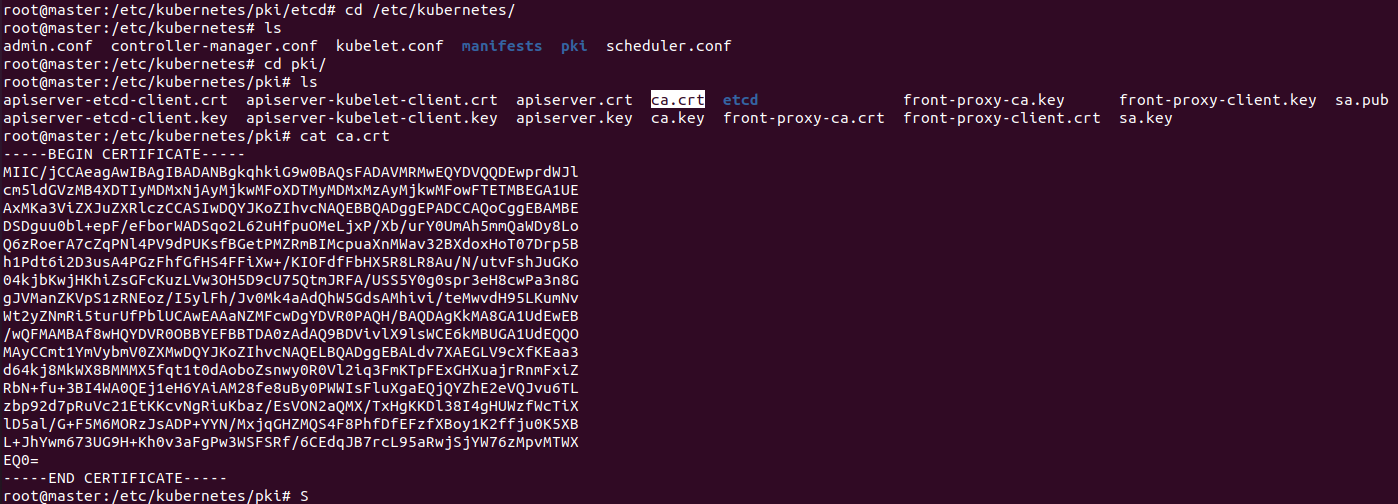 root@master:/etc/kubernetes/pki/etcd# cd /etc/kubernetes/
root@master:/etc/kubernetes# ls
admin.conf  controller-manager.conf  kubelet.conf  manifests  pki  scheduler.conf
root@master:/etc/kubernetes# cd pki/
root@master:/etc/kubernetes/pki# ls
apiserver-etcd-client.crt  apiserver-kubelet-client.crt  apiserver.crt  ca.crt  etcd                front-proxy-ca.key      front-proxy-client.key  sa.pub
apiserver-etcd-client.key  apiserver-kubelet-client.key  apiserver.key  ca.key  front-proxy-ca.crt  front-proxy-client.crt  sa.key
root@master:/etc/kubernetes/pki# cat ca.crt
-----BEGIN CERTIFICATE-----
MIIC/jCCAeagAwIBAgIBADANBgkqhkiG9w0BAQsFADAVMRMwEQYDVQQDEwprdWJl
cm5ldGVzMB4XDTIyMDMxNjAyMjkwMFoXDTMyMDMxMzAyMjkwMFowFTETMBEGA1UE
AxMKa3ViZXJuZXRlczCCASIwDQYJKoZIhvcNAQEBBQADggEPADCCAQoCggEBAMBE
DSDguu0bl+epF/eFborWADSqo2L62uHfpuOMeLjxP/Xb/urY0UmAh5mmQaWDy8Lo
Q6zRoerA7cZqPNl4PV9dPUKsfBGetPMZRmBIMcpuaXnMWav32BXdoxHoT07Drp5B
h1Pdt6i2D3usA4PGzFhfGfHS4FFiXw+/KIOFdfFbHX5R8LR8Au/N/utvFshJuGKo
04kjbKwjHKhiZsGFcKuzLVw3OH5D9cU75QtmJRFA/USS5Y0g0spr3eH8cwPa3n8G
gJVManZKVpS1zRNEoz/I5ylFh/Jv0Mk4aAdQhW5GdsAMhivi/teMwvdH95LKumNv
Wt2yZNmRi5turUfPblUCAwEAAaNZMFcwDgYDVR0PAQH/BAQDAgKkMA8GA1UdEwEB
/wQFMAMBAf8wHQYDVR0OBBYEFBBTDA0zAdAQ9BDVivlX9lsWCE6kMBUGA1UdEQQO
MAyCCmt1YmVybmV0ZXMwDQYJKoZIhvcNAQELBQADggEBALdv7XAEGLV9cXfKEaa3
d64kj8MkWX8BMMMX5fqt1t0dAoboZsnwy0R0Vl2iq3FmKTpFExGHXuajrRnmFxiZ
RbN+fu+3BI4WA0QEj1eH6YAiAM28fe8uBy0PWWIsFluXgaEQjQYZhE2eVQJvu6TL
zbp92d7pRuVc21EtKKcvNgRiuKbaz/EsVON2aQMX/TxHgKKDl38I4gHUWzfWcTiX
lD5al/G+F5M6MORzJsADP+YYN/MxjqGHZMQS4F8PhfDfEFzfXBoy1K2ffju0K5XB
L+JhYwm673UG9H+Kh0v3aFgPw3WSFSRf/6CEdqJB7rcL95aRwjSjYW76zMpvMTWX
EQ0=
-----END CERTIFICATE-----
root@master:/etc/kubernetes/pki# S